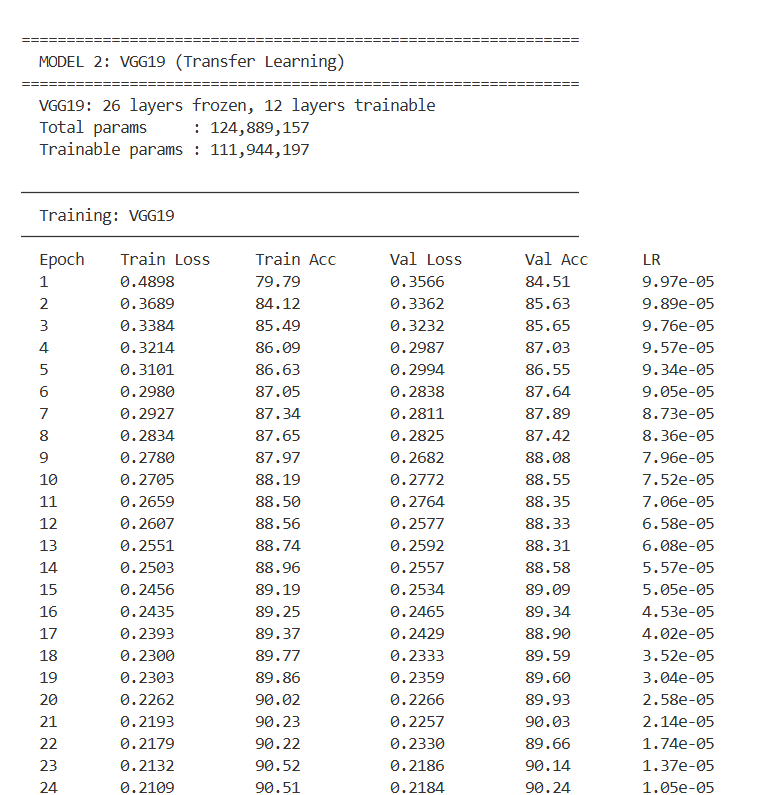 ==============================================================
MODEL 2: VGG19 (Transfer Learning)
==============================================================
VGG19: 26 layers frozen, 12 layers trainable
Total params     : 124,889,157
Trainable params : 111,944,197
Training: VGG19
Epoch    Train Loss     Train Acc      Val Loss       Val Acc      LR
1        0.4898         79.79          0.3566         84.51        9.97e-05
2        0.3689         84.12          0.3362         85.63        9.89e-05
3        0.3384         85.49          0.3232         85.65        9.76e-05
4        0.3214         86.09          0.2987         87.03        9.57e-05
5        0.3101         86.63          0.2994         86.55        9.34e-05
6        0.2980         87.05          0.2838         87.64        9.05e-05
7        0.2927         87.34          0.2811         87.89        8.73e-05
8        0.2834         87.65          0.2825         87.42        8.36e-05
9        0.2780         87.97          0.2682         88.08        7.96e-05
10       0.2705         88.19          0.2772         88.55        7.52e-05
11       0.2659         88.50          0.2764         88.35        7.06e-05
12       0.2607         88.56          0.2577         88.33        6.58e-05
13       0.2551         88.74          0.2592         88.31        6.08e-05
14       0.2503         88.96          0.2557         88.58        5.57e-05
15       0.2456         89.19          0.2534         89.09        5.05e-05
16       0.2435         89.25          0.2465         89.34        4.53e-05
17       0.2393         89.37          0.2429         88.90        4.02e-05
18       0.2300         89.77          0.2333         89.59        3.52e-05
19       0.2303         89.86          0.2359         89.60        3.04e-05
20       0.2262         90.02          0.2266         89.93        2.58e-05
21       0.2193         90.23          0.2257         90.03        2.14e-05
22       0.2179         90.22          0.2330         89.66        1.74e-05
23       0.2132         90.52          0.2186         90.14        1.37e-05
24       0.2109         90.51          0.2184         90.24        1.05e-05